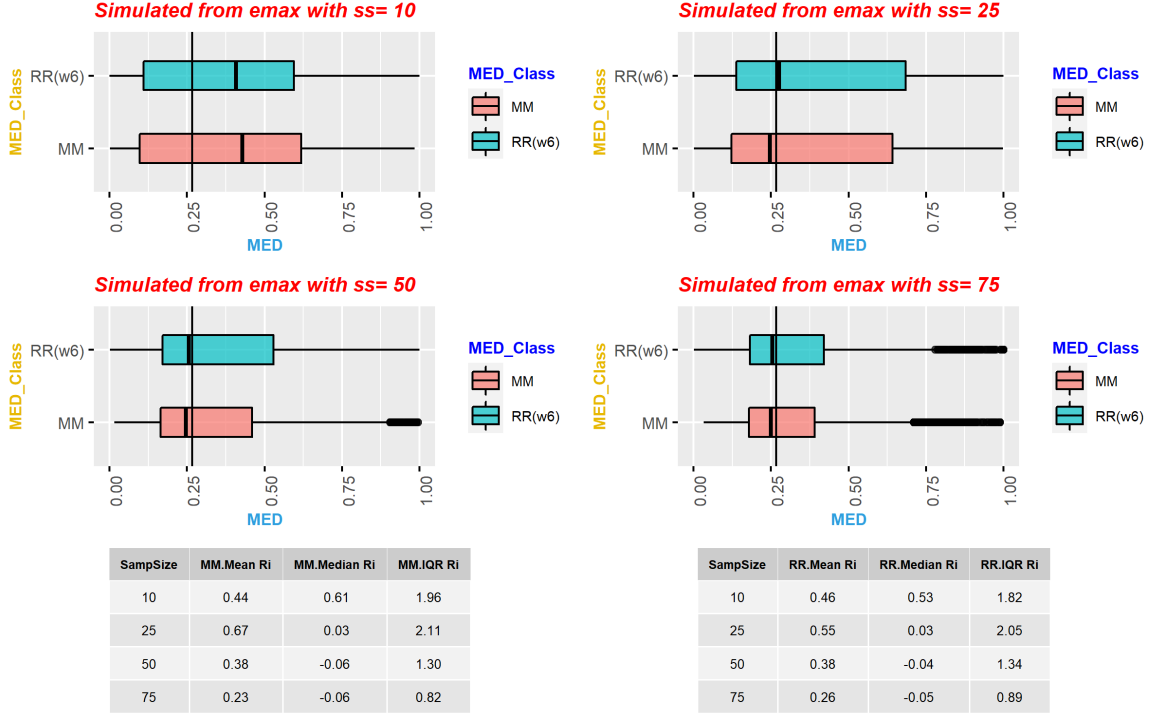 Simulated from emax with ss= 10
MED_Class
RR(w6)
MM
0.00 0.25 0.50 0.75 1.00
MED
MED_Class
MM
RR(w6)
Simulated from emax with ss= 25
MED_Class
RR(w6)
MM
0.00 0.25 0.50 0.75 1.00
MED
MED_Class
MM
RR(w6)
Simulated from emax with ss= 50
MED_Class
RR(w6)
MM
0.00 0.25 0.50 0.75 1.00
MED
MED_Class
MM
RR(w6)
Simulated from emax with ss= 75
MED_Class
RR(w6)
MM
0.00 0.25 0.50 0.75 1.00
MED
MED_Class
MM
RR(w6)
SampSize MM.Mean Ri MM.Median Ri MM.IQR Ri
10 0.44 0.61 1.96
25 0.67 0.03 2.11
50 0.38 -0.06 1.30
75 0.23 -0.06 0.82
SampSize RR.Mean Ri RR.Median Ri RR.IQR Ri
10 0.46 0.53 1.82
25 0.55 0.03 2.05
50 0.38 -0.04 1.34
75 0.26 -0.05 0.89